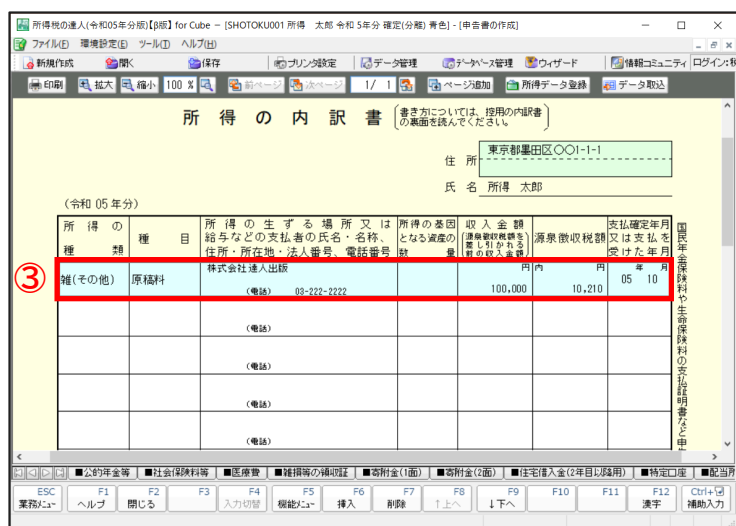 所得税の達人(令和05年分版)【β版】 for Cube － [SHOTOKU001 所得　太郎 令和 5年分 確定(分離) 青色] - [申告書の作成]
ファイル(F) 環境設定(E) ツール(T) ヘルプ(H)
新規作成 開く 保存 プリンタ設定 データ管理 データベース管理 ウィザード 情報コミュニティ ログイン:税
印刷 拡大 縮小 100 % 前ページ 次ページ 1/ 1 ページ追加 所得データ登録 データ取込
所得の内訳書 (書き方については、控用の内訳書の裏面を読んでください。)
住所 東京都墨田区〇〇1-1-1
氏名 所得 太郎
(令和 05 年分)
所得の種類 種目 所得の生ずる場所又は給与などの支払者の氏名・名称、住所・所在地・法人番号、電話番号 所得の基因となる資産の数量 収入金額(源泉徴収税額を差し引かれる前の収入金額) 源泉徴収税額 支払確定年月又は支払を受けた年月
③
雑(その他) 原稿料 株式会社達人出版 円 内 円 年 月
(電話) 03-222-2222 100,000 10,210 05 10
(電話)
(電話)
(電話)
(電話)
国民年金保険料や生命保険料の支払証明書など申
■公的年金等 ■社会保険料等 ■医療費 ■雑損等の領収証 ■寄附金(1面) ■寄附金(2面) ■住宅借入金(2年目以降用) ■特定口座 ■配当所
ESC F1 F2 F3 F4 F5 F6 F7 F8 F9 F10 F11 F12 Ctrl+
業務メニュー ヘルプ 閉じる 入力切替 機能メニュー 挿入 削除 ↑上へ ↓下へ 漢字 補助入力